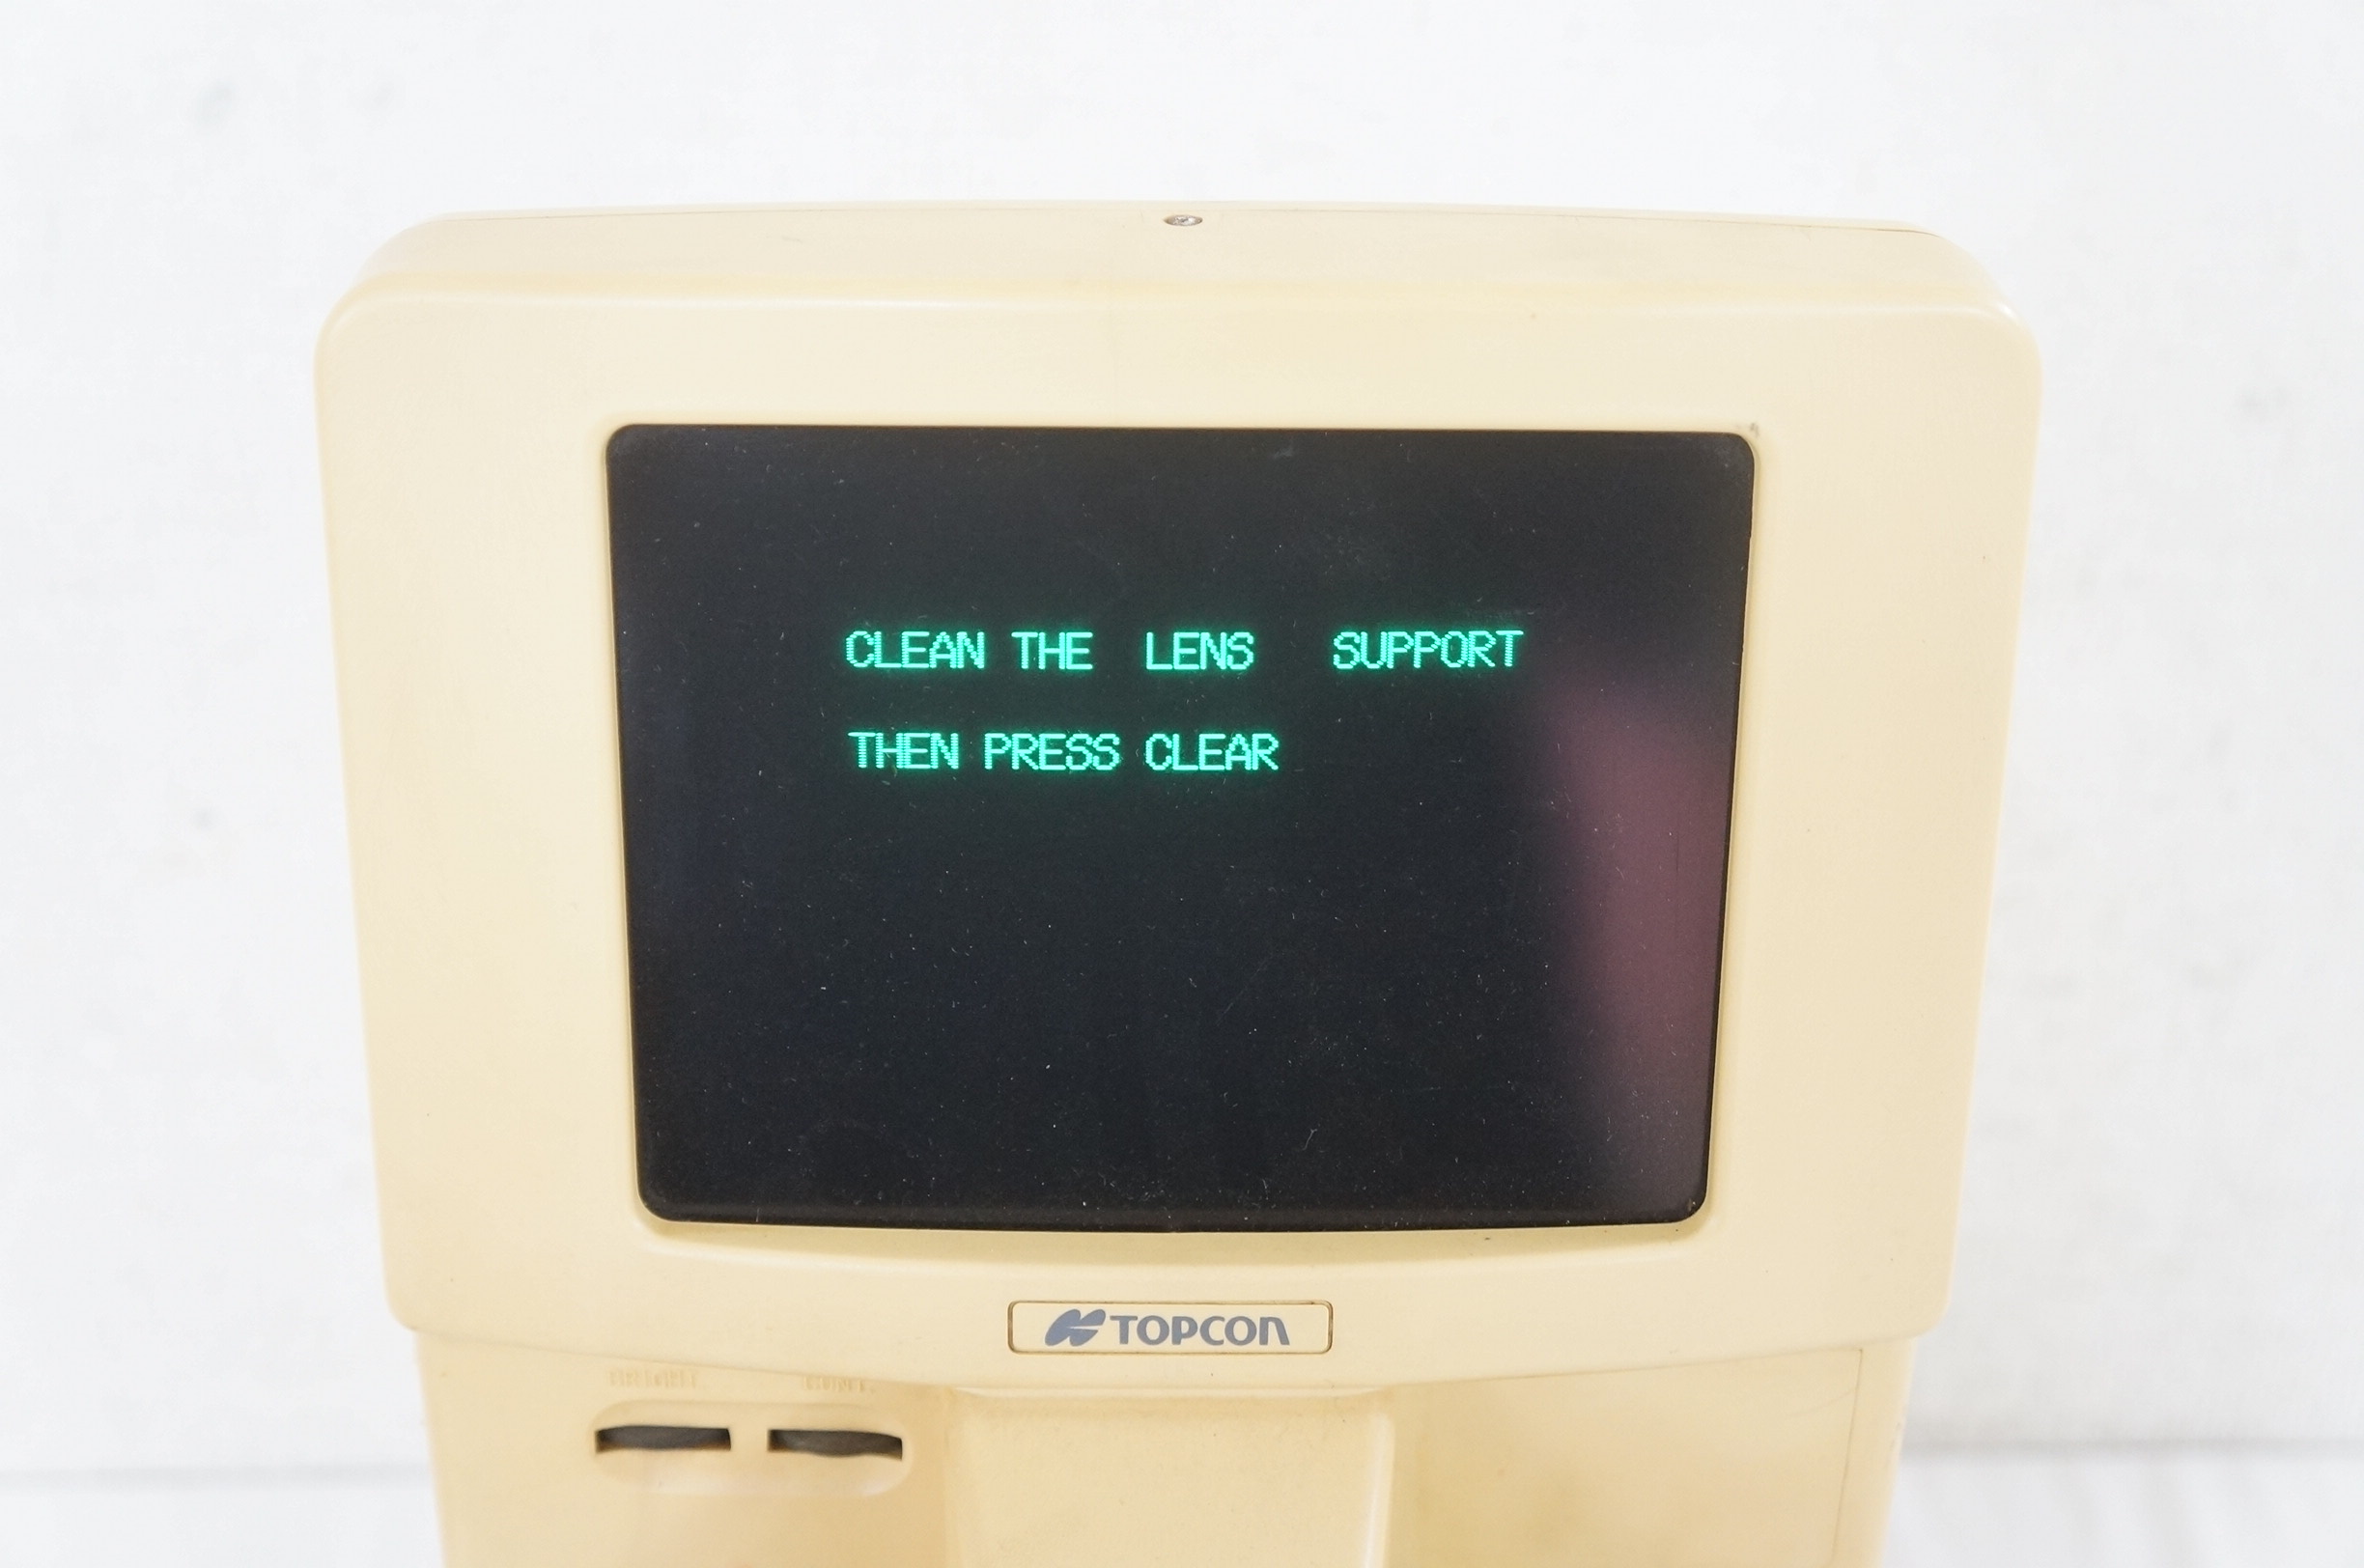 CLEAN THE LENS SUPPORT
THEN PRESS CLEAR
TOPCON